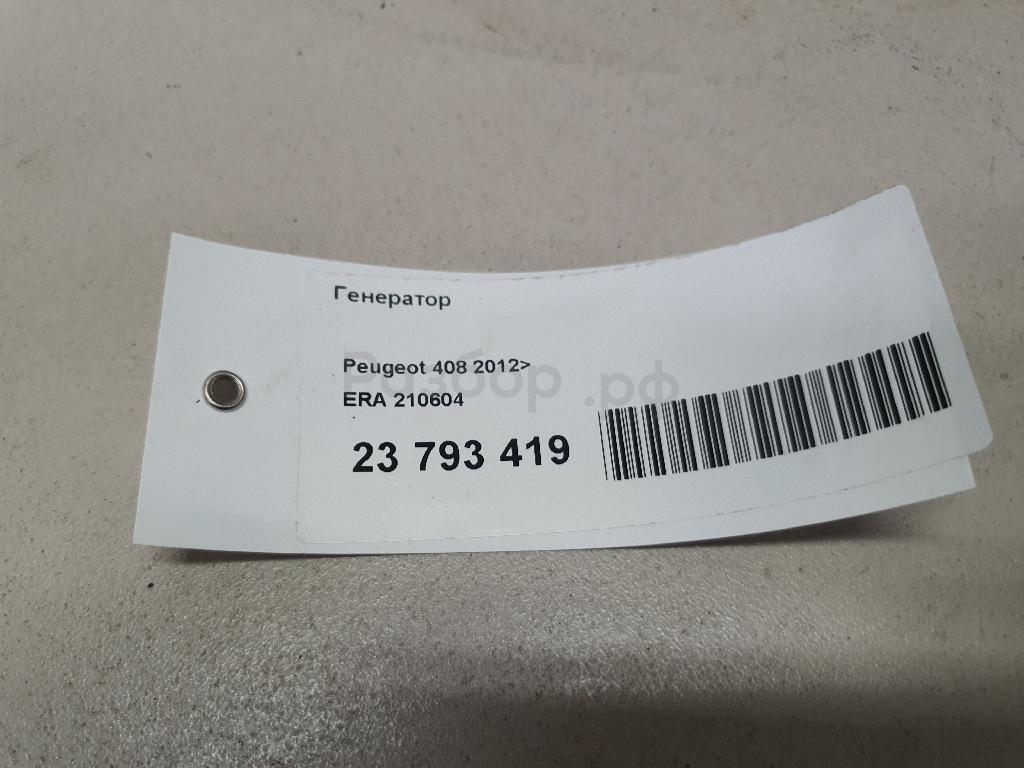 Генератор
Peugeot 408 2012>
Разбор.рф
ERA 210604
23 793 419